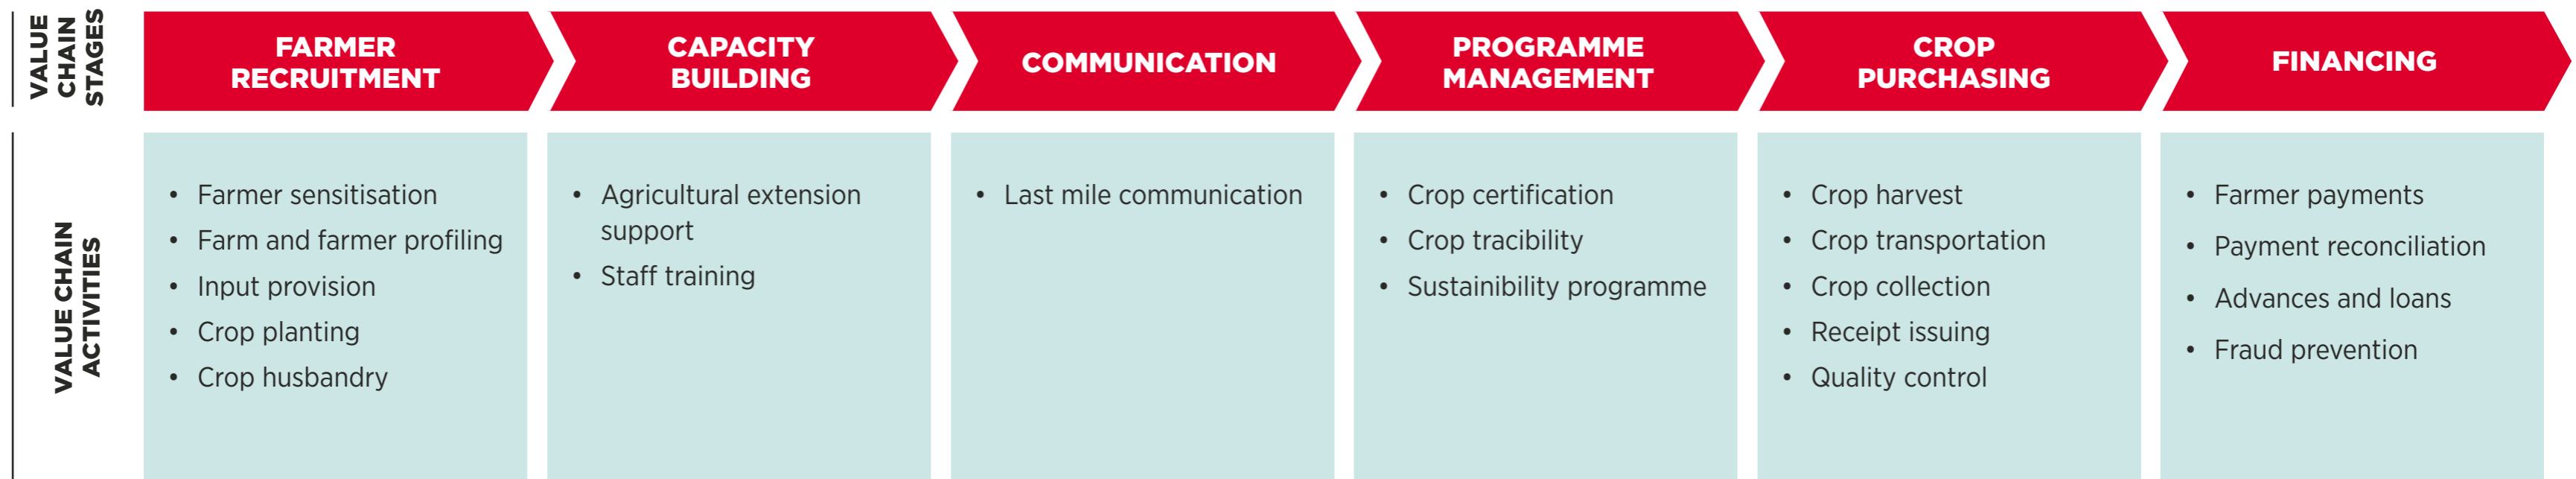 VALUE
CHAIN
STAGES
FARMER
RECRUITMENT
CAPACITY
BUILDING
COMMUNICATION
PROGRAMME
MANAGEMENT
CROP
PURCHASING
FINANCING
VALUE CHAIN
ACTIVITIES
• Farmer sensitisation
• Farm and farmer profiling
• Input provision
• Crop planting
• Crop husbandry
• Agricultural extension
support
• Staff training
• Last mile communication
• Crop certification
• Crop tracibility
• Sustainibility programme
• Crop harvest
• Crop transportation
• Crop collection
• Receipt issuing
• Quality control
• Farmer payments
• Payment reconciliation
• Advances and loans
• Fraud prevention